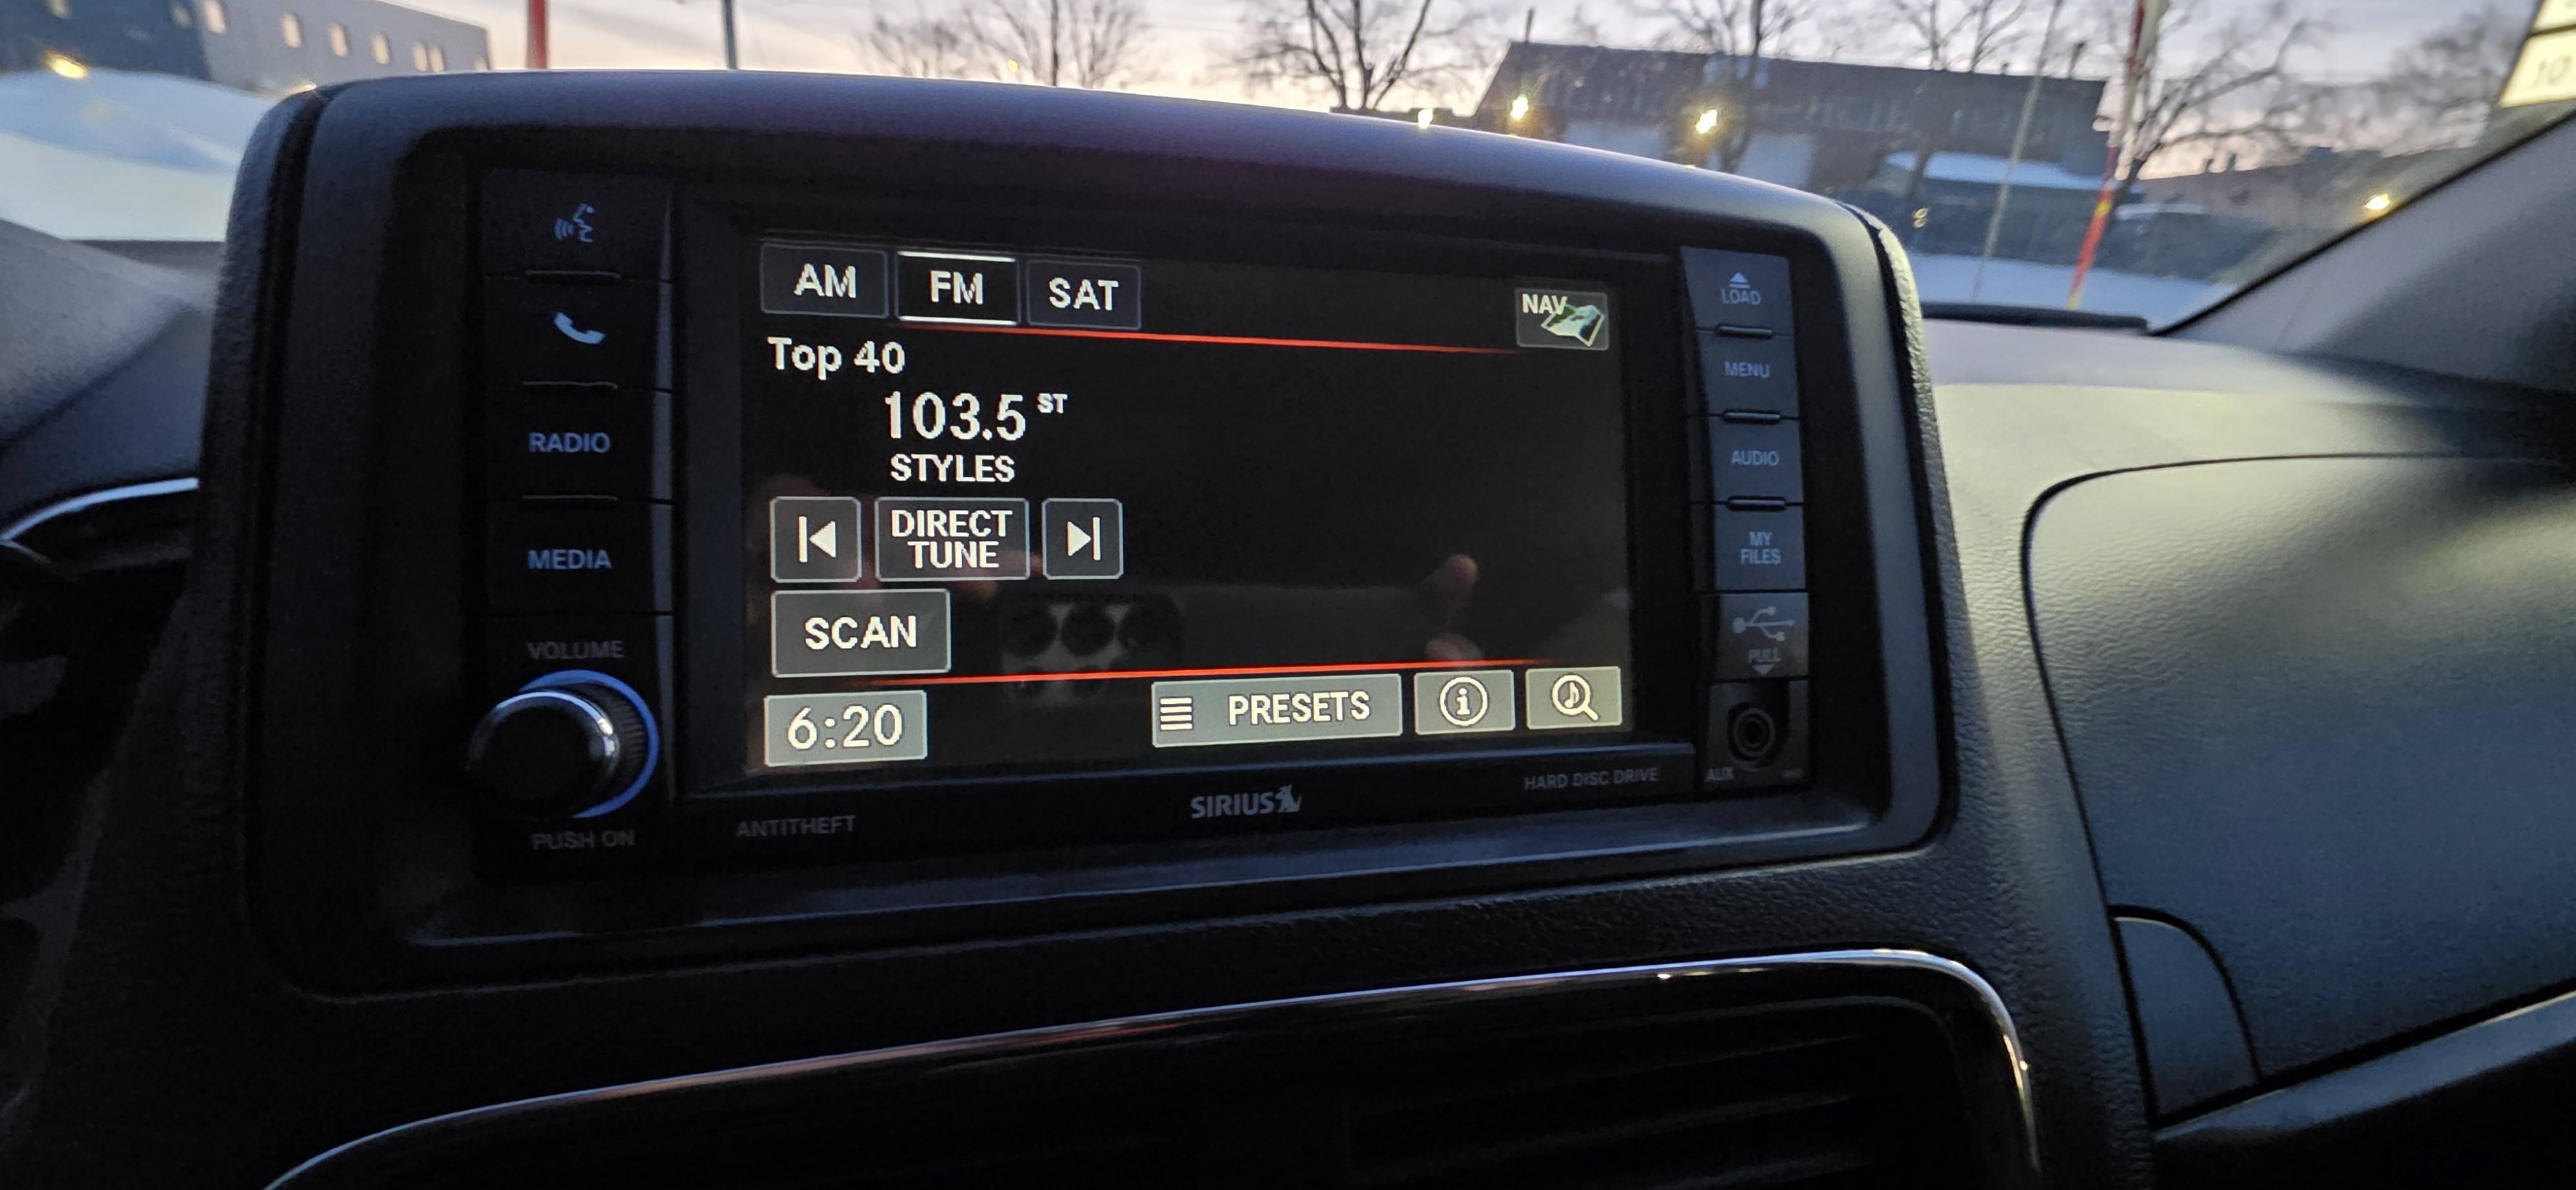 AM FM SAT
NAV
Top 40
103.5 ST
STYLES
DIRECT
TUNE
SCAN
6:20
PRESETS
RADIO
MEDIA
VOLUME
PUSH ON
LOAD
MENU
AUDIO
MY
FILES
PULL
AUX
ANTITHEFT
SIRIUS
HARD DISC DRIVE
10